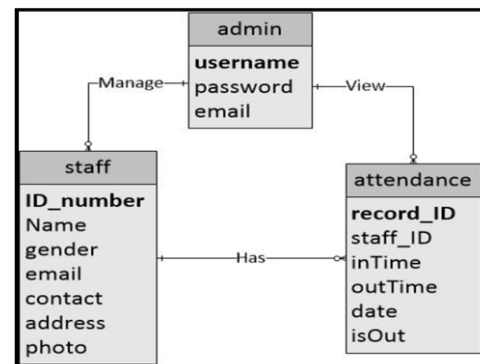 admin
username
password
email
Manage
View
staff
ID_number
Name
gender
email
contact
address
photo
Has
attendance
record_ID
staff_ID
inTime
outTime
date
isOut